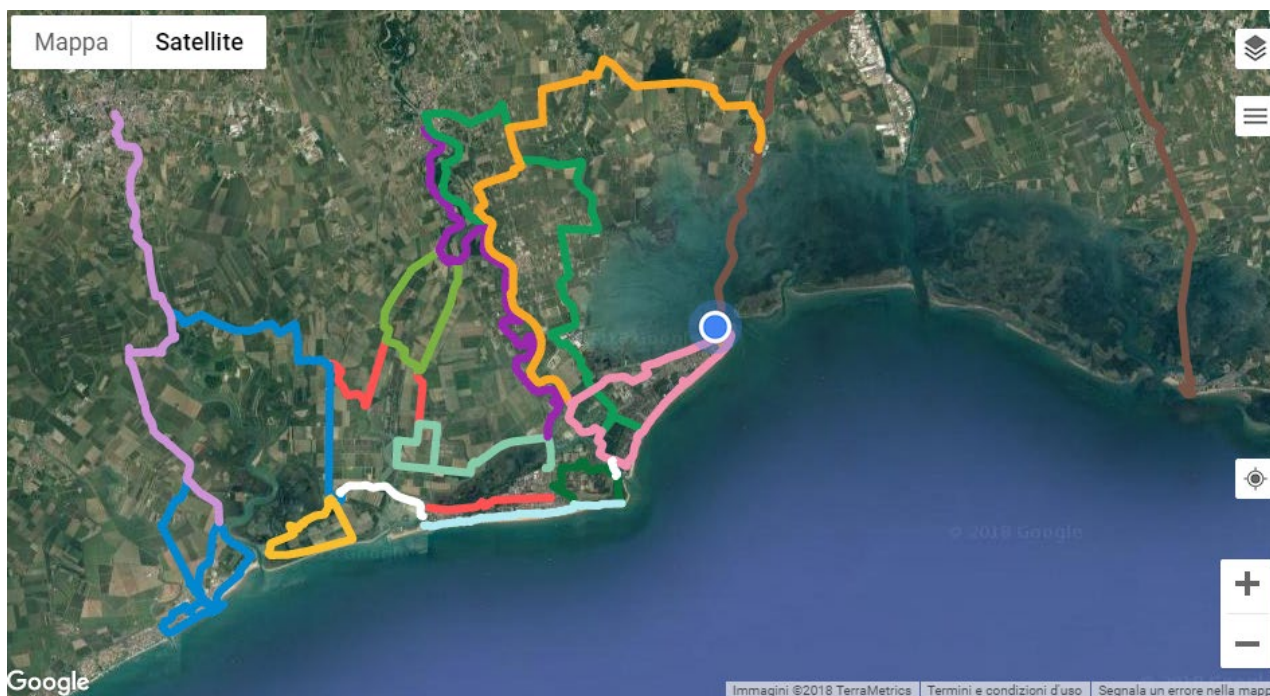 Mappa
Satellite
© 2018 Google
Google
Immagini ©2018 TerraMetrics
Termini e condizioni d'uso
Segnala un errore nella mapp